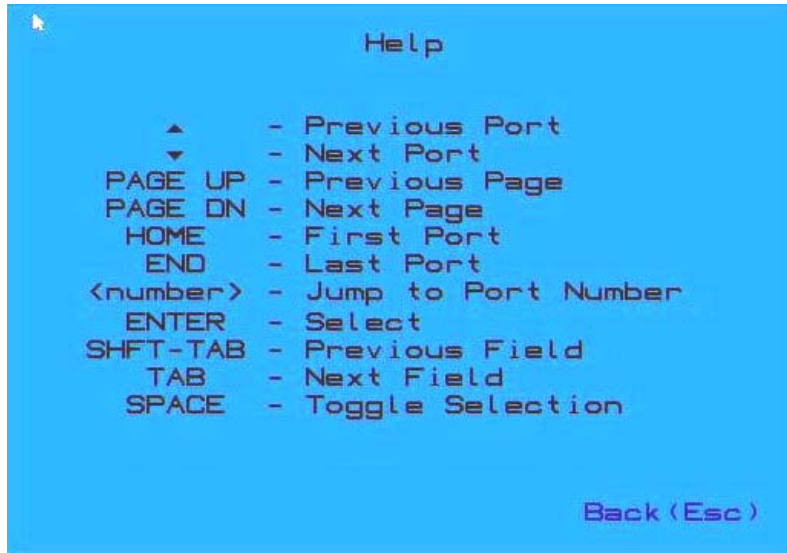 Help
▲ - Previous Port
▼ - Next Port
PAGE UP - Previous Page
PAGE DN - Next Page
HOME - First Port
END - Last Port
<number> - Jump to Port Number
ENTER - Select
SHFT-TAB - Previous Field
TAB - Next Field
SPACE - Toggle Selection
Back(Esc)